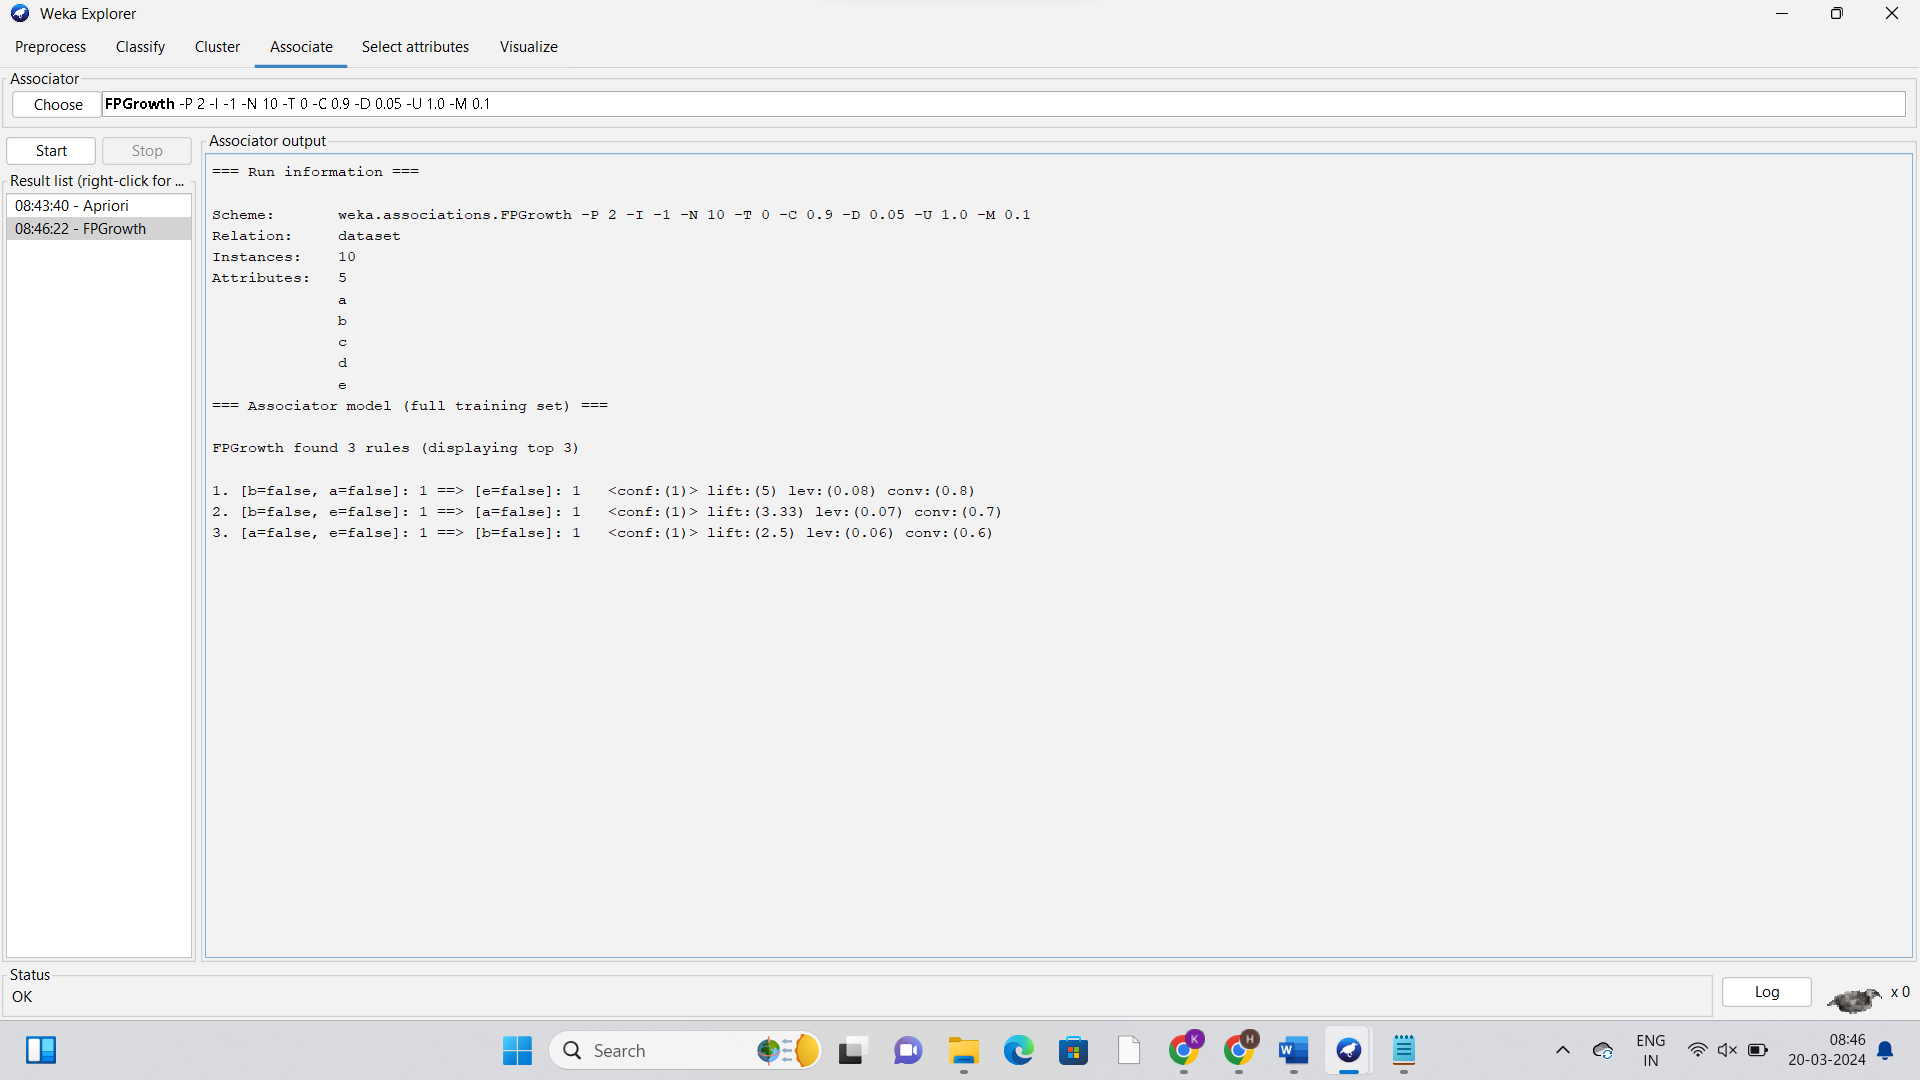 Weka Explorer
Preprocess Classify Cluster Associate Select attributes Visualize
Associator
Choose FPGrowth -P 2 -I -1 -N 10 -T 0 -C 0.9 -D 0.05 -U 1.0 -M 0.1
Start Stop
Result list (right-click for ...
08:43:40 - Apriori
08:46:22 - FPGrowth
Associator output
=== Run information ===
Scheme: weka.associations.FPGrowth -P 2 -I -1 -N 10 -T 0 -C 0.9 -D 0.05 -U 1.0 -M 0.1
Relation: dataset
Instances: 10
Attributes: 5
a
b
c
d
e
=== Associator model (full training set) ===
FPGrowth found 3 rules (displaying top 3)
1. [b=false, a=false]: 1 ==> [e=false]: 1 <conf:(1)> lift:(5) lev:(0.08) conv:(0.8)
2. [b=false, e=false]: 1 ==> [a=false]: 1 <conf:(1)> lift:(3.33) lev:(0.07) conv:(0.7)
3. [a=false, e=false]: 1 ==> [b=false]: 1 <conf:(1)> lift:(2.5) lev:(0.06) conv:(0.6)
Status
OK
Log x 0
Search
K
H
W
ENG
IN
08:46
20-03-2024